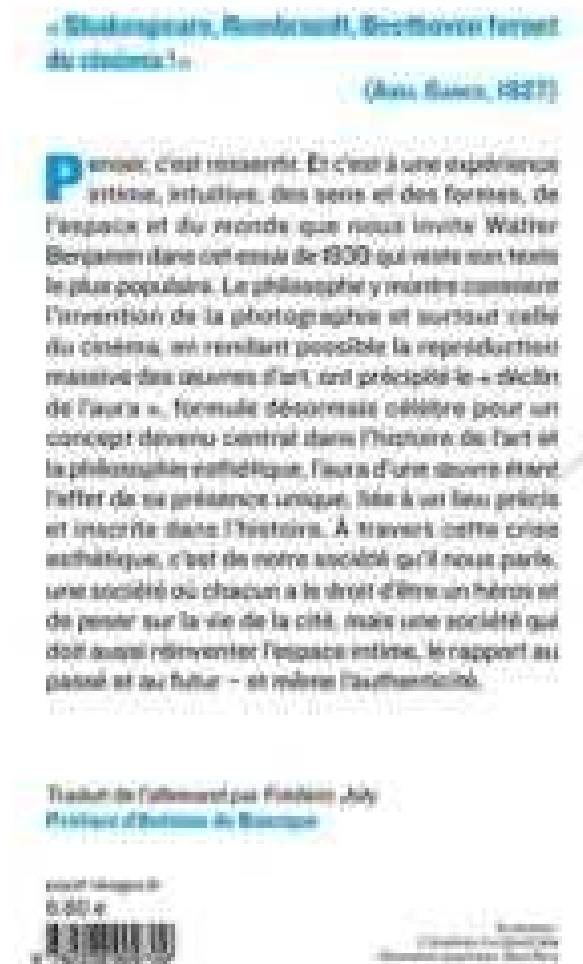 « Shakespeare, Rembrandt, Beethoven feront
du cinéma ! »
(Abel Gance, 1927)
Penser, c'est ressentir. Et c'est à une expérience
intime, intuitive, des sens et des formes, de
l'espace et du monde que nous invite Walter
Benjamin dans cet essai de 1939 qui reste son texte
le plus populaire. Le philosophe y montre comment
l'invention de la photographie et surtout celle
du cinéma, en rendant possible la reproduction
massive des œuvres d'art, ont précipité le « déclin
de l'aura », formule désormais célèbre pour un
concept devenu central dans l'histoire de l'art et
la philosophie esthétique, l'aura d'une œuvre étant
l'effet de sa présence unique, liée à un lieu précis
et inscrite dans l'histoire. À travers cette crise
esthétique, c'est de notre société qu'il nous parle,
une société où chacun a le droit d'être un héros et
de peser sur la vie de la cité, mais une société qui
doit aussi réinventer l'espace intime, le rapport au
passé et au futur – et même l'authenticité.
Traduit de l'allemand par Frédéric Joly
Préface d'Antoine de Baecque